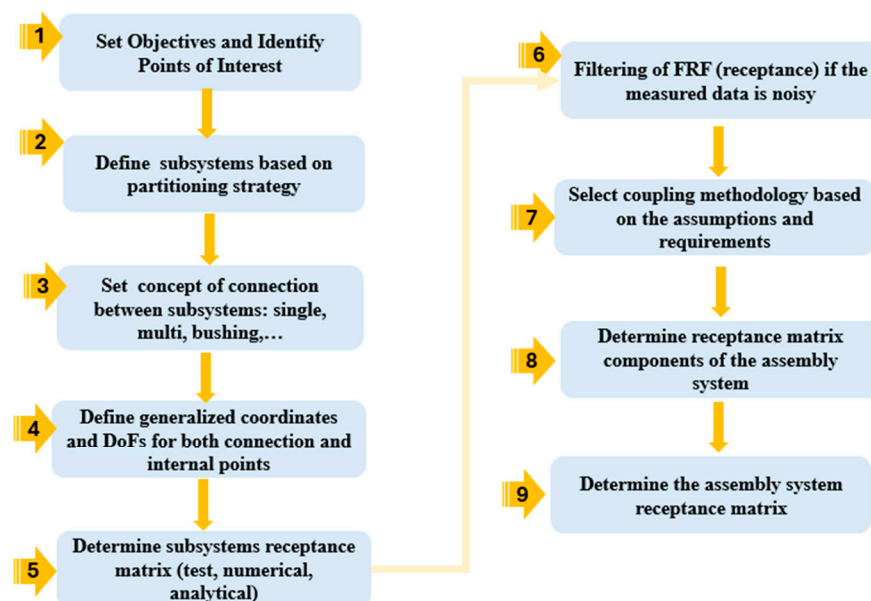 1
Set Objectives and Identify
Points of Interest
2
Define subsystems based on
partitioning strategy
3
Set concept of connection
between subsystems: single,
multi, bushing,…
4
Define generalized coordinates
and DoFs for both connection and
internal points
5
Determine subsystems receptance
matrix (test, numerical,
analytical)
6
Filtering of FRF (receptance) if the
measured data is noisy
7
Select coupling methodology based
on the assumptions and
requirements
8
Determine receptance matrix
components of the assembly
system
9
Determine the assembly system
receptance matrix